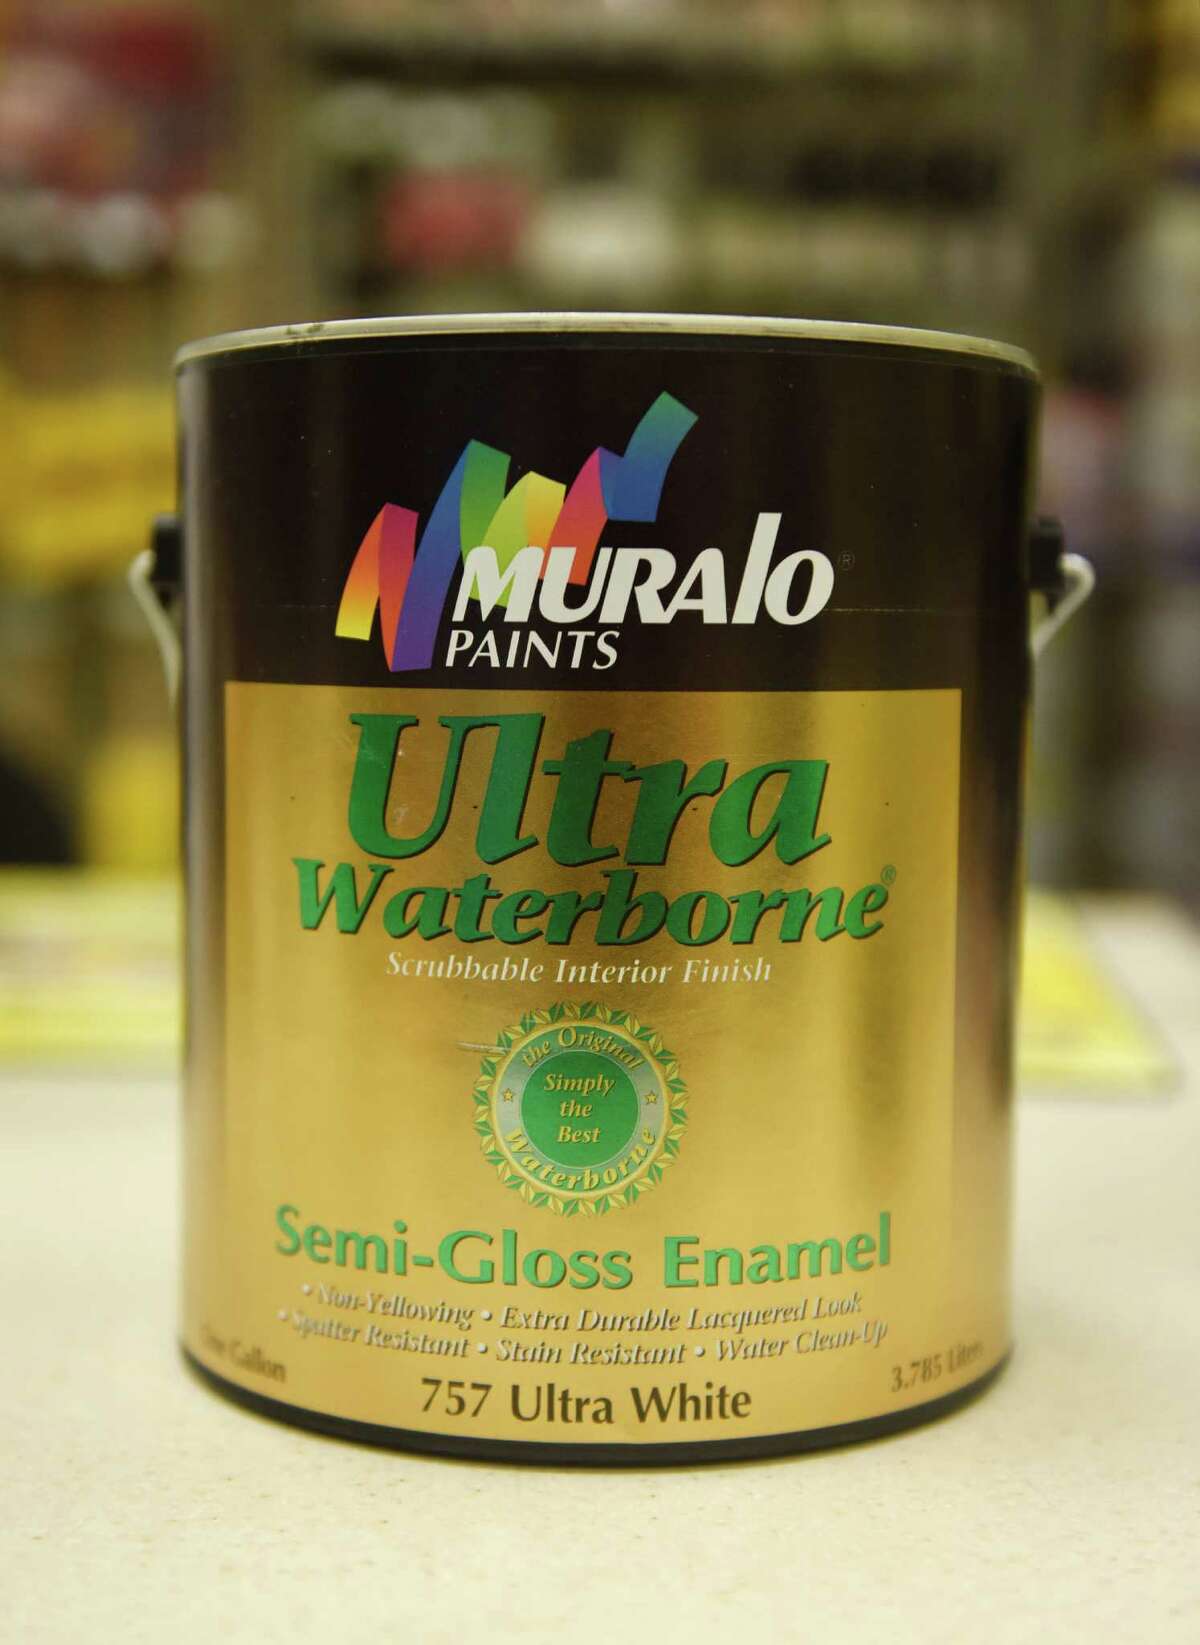 MURALO®
PAINTS
Ultra
Waterborne®
Scrubbable Interior Finish
the Original
Simply
the
Best
Waterborne
Semi-Gloss Enamel
• Non-Yellowing • Extra Durable Lacquered Look
• Spatter Resistant • Stain Resistant • Water Clean-Up
One Gallon
757 Ultra White
3.785 Liters